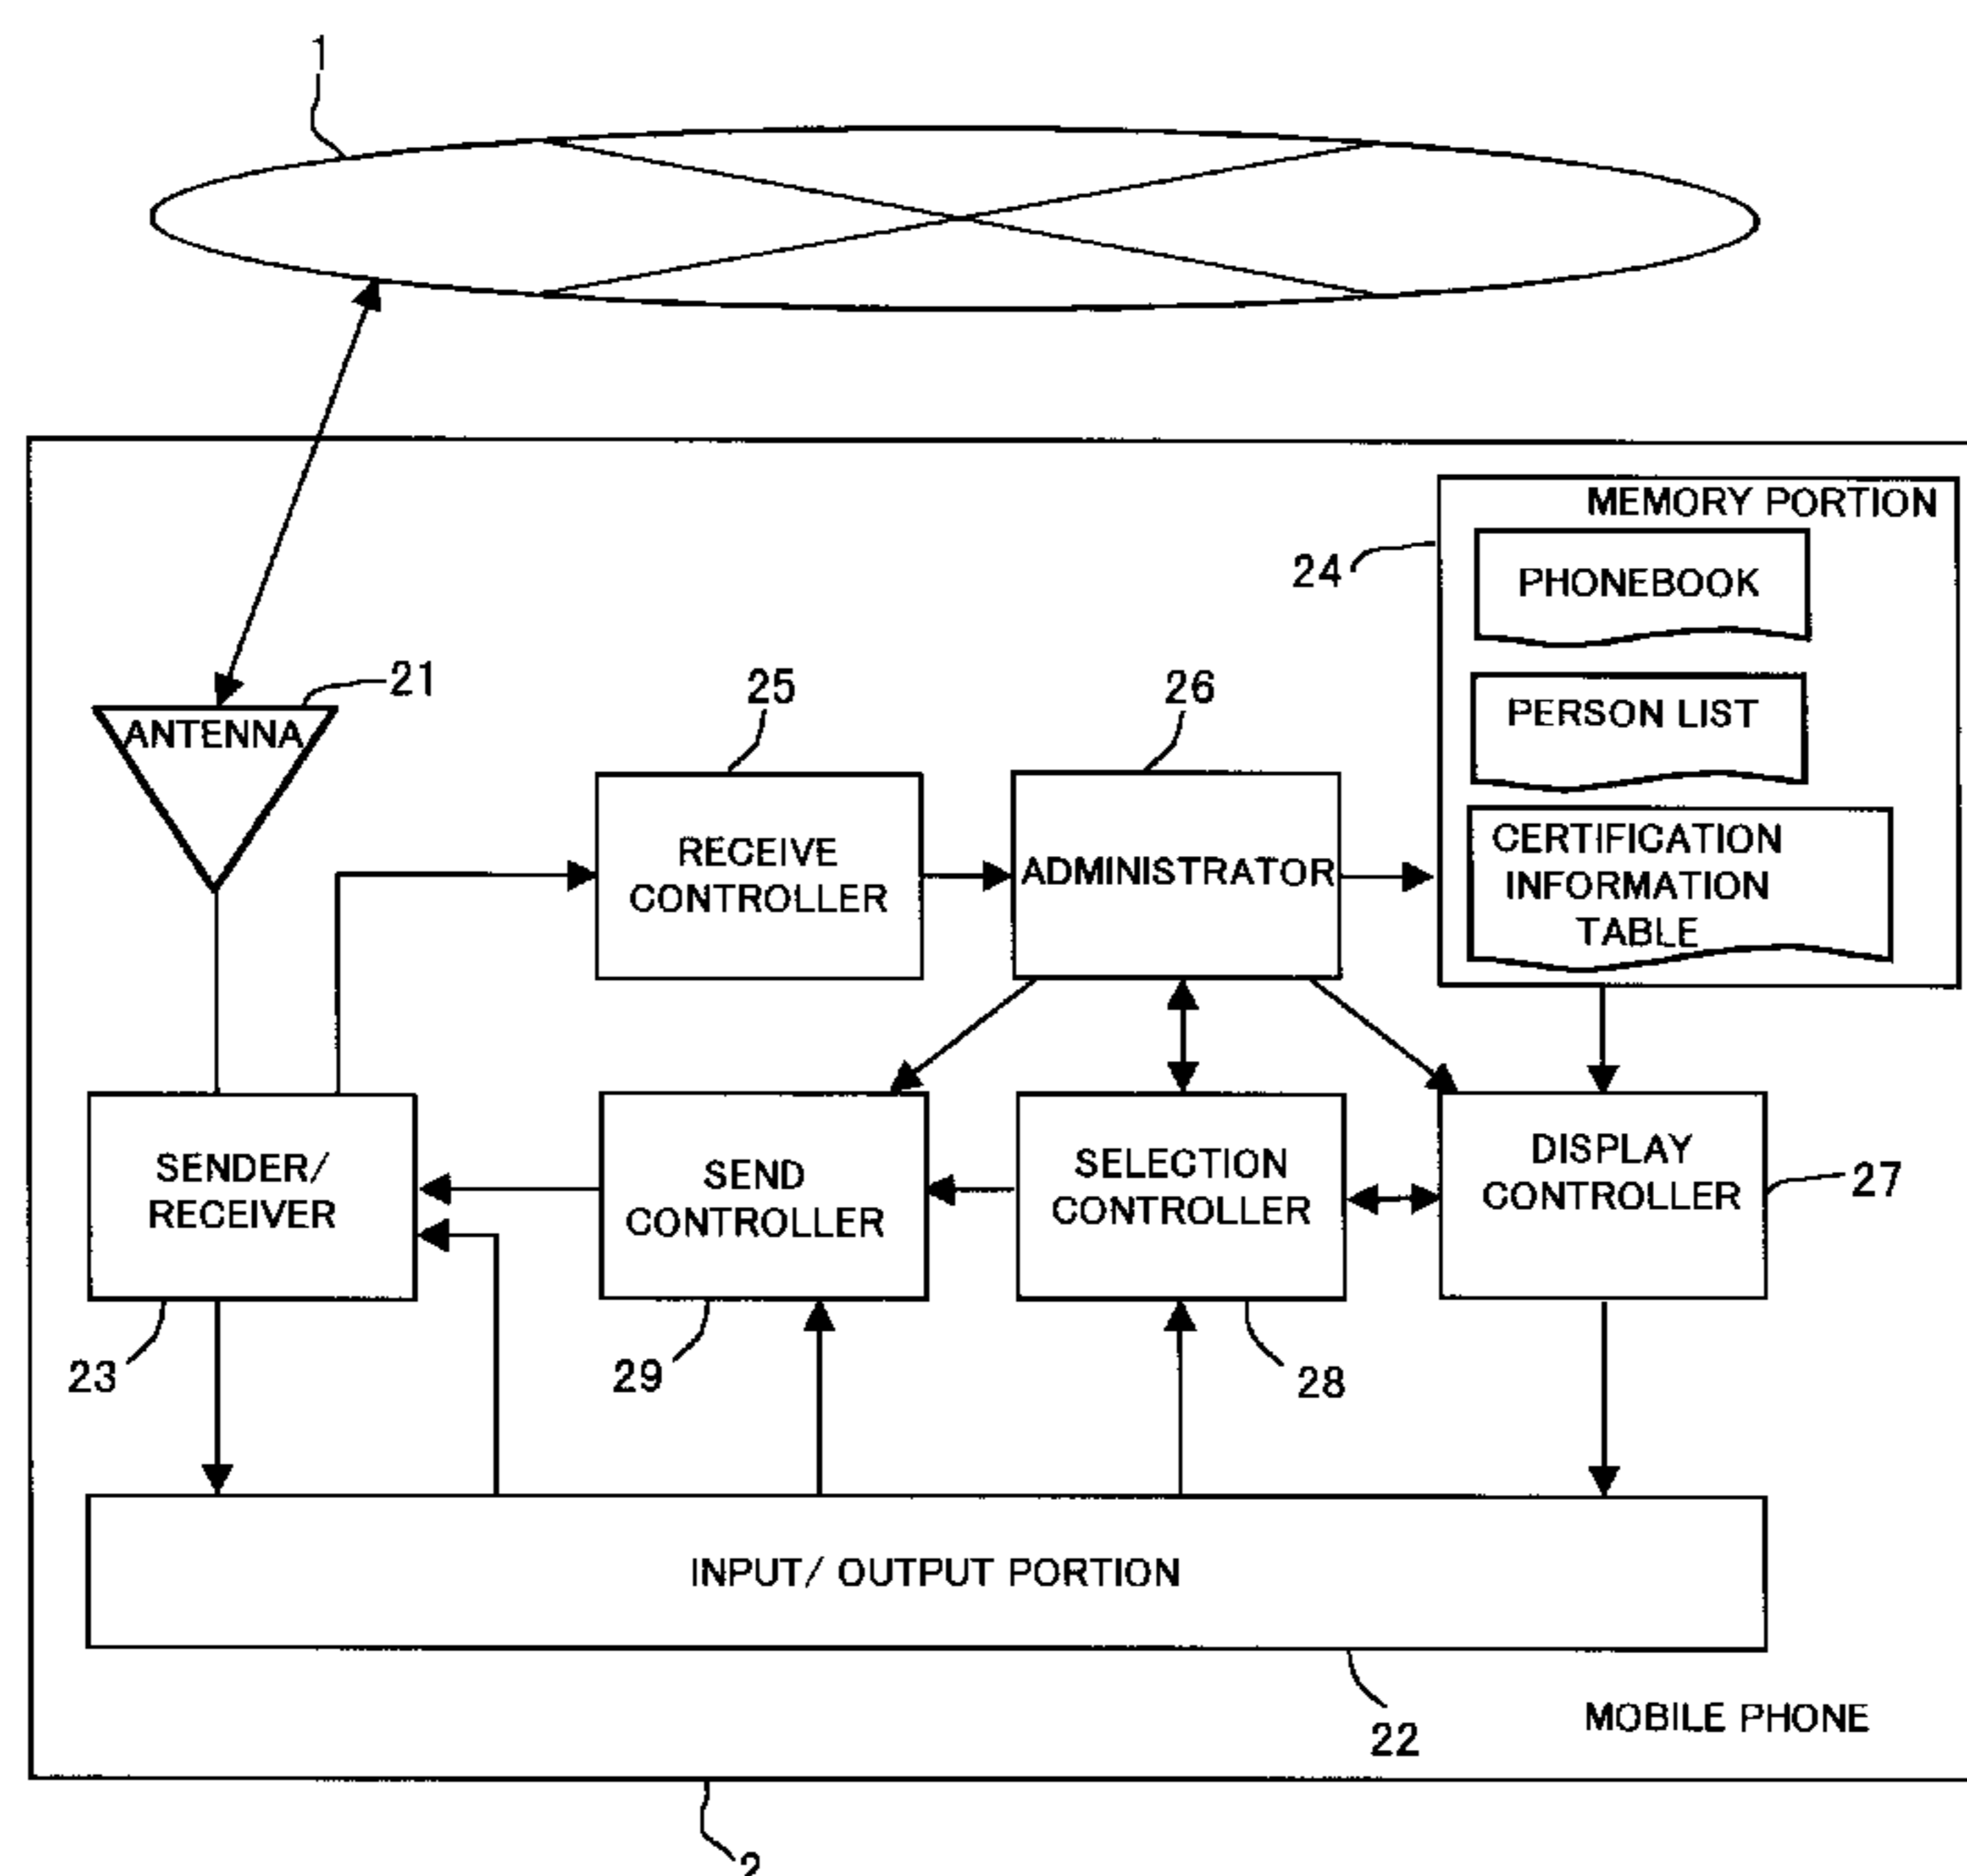 1
MEMORY PORTION
24
PHONEBOOK
PERSON LIST
CERTIFICATION
INFORMATION
TABLE
21
ANTENNA
25
RECEIVE
CONTROLLER
26
ADMINISTRATOR
SENDER/
RECEIVER
23
SEND
CONTROLLER
29
SELECTION
CONTROLLER
28
DISPLAY
CONTROLLER
27
INPUT/ OUTPUT PORTION
22
MOBILE PHONE
2